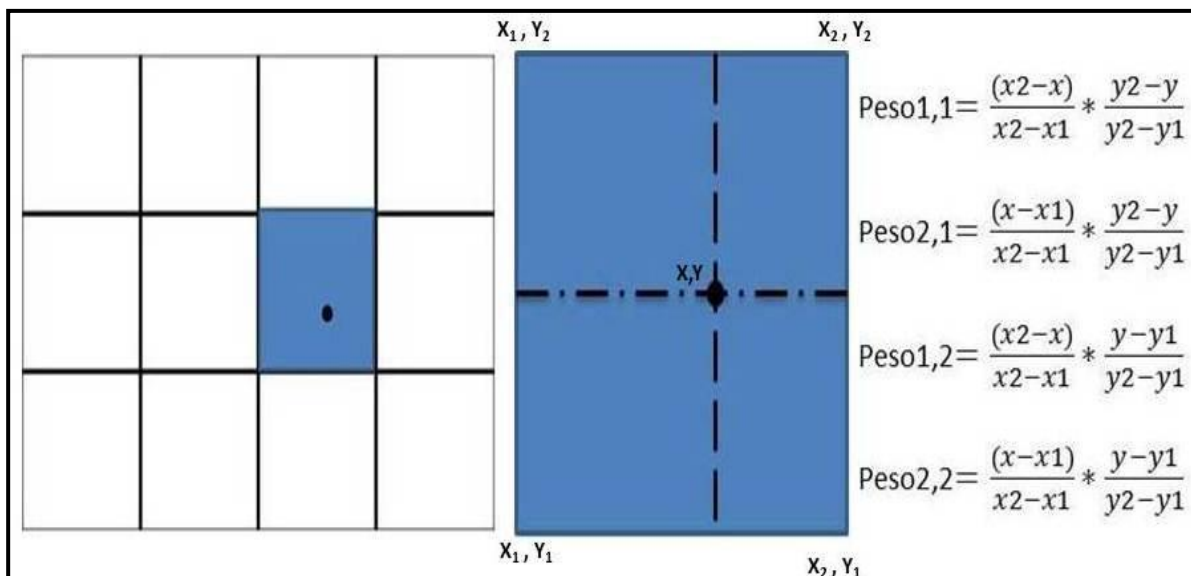 X₁ , Y₂
X₂ , Y₂
X,Y
X₁ , Y₁
X₂ , Y₁
Peso1,1= (x2−x)/x2−x1 * y2−y/y2−y1
Peso2,1= (x−x1)/x2−x1 * y2−y/y2−y1
Peso1,2= (x2−x)/x2−x1 * y−y1/y2−y1
Peso2,2= (x−x1)/x2−x1 * y−y1/y2−y1